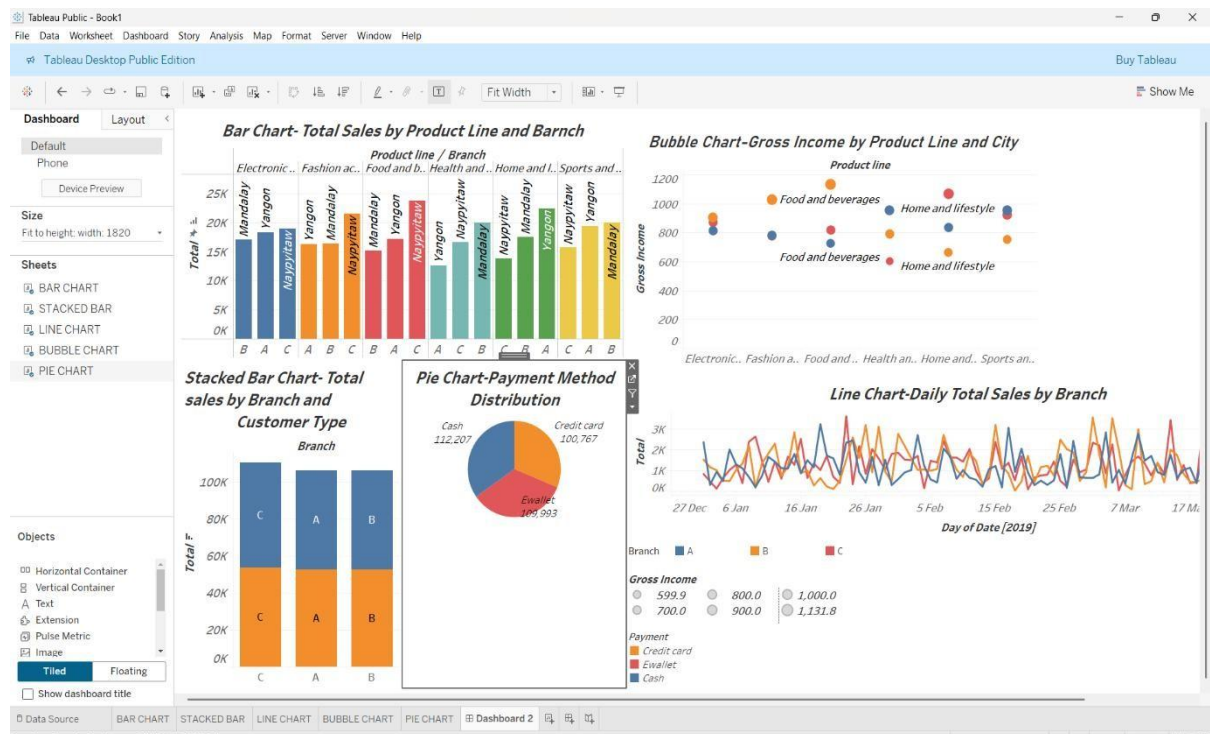 Tableau Public - Book1
File Data Worksheet Dashboard Story Analysis Map Format Server Window Help
Tableau Desktop Public Edition
Buy Tableau
Fit Width
Show Me
Dashboard Layout
Default
Phone
Device Preview
Size
Fit to height: width: 1820
Sheets
BAR CHART
STACKED BAR
LINE CHART
BUBBLE CHART
PIE CHART
Objects
Horizontal Container
Vertical Container
Text
Extension
Pulse Metric
Image
Tiled Floating
Show dashboard title
Bar Chart- Total Sales by Product Line and Barnch
Product line / Branch
Electronic .. Fashion ac.. Food and b.. Health and .. Home and l.. Sports and ..
Total
25K
20K
15K
10K
5K
0K
Mandalay Yangon Naypyitaw Yangon Mandalay Naypyitaw Mandalay Yangon Naypyitaw Yangon Naypyitaw Mandalay Naypyitaw Mandalay Yangon Naypyitaw Yangon Mandalay
B A C A B C B A C A C B C B A C A B
Bubble Chart-Gross Income by Product Line and City
Product line
Gross Income
1200
1000
800
600
400
200
0
Food and beverages
Home and lifestyle
Food and beverages
Home and lifestyle
Electronic.. Fashion a.. Food and .. Health an.. Home and.. Sports an..
Stacked Bar Chart- Total
sales by Branch and
Customer Type
Branch
Total
100K
80K
60K
40K
20K
0K
C A B
C A B
C A B
Pie Chart-Payment Method
Distribution
Cash
112,207
Credit card
100,767
Ewallet
109,993
Line Chart-Daily Total Sales by Branch
Total
3K
2K
1K
0K
27 Dec 6 Jan 16 Jan 26 Jan 5 Feb 15 Feb 25 Feb 7 Mar 17 Ma
Day of Date [2019]
Branch A B C
Gross Income
599.9 800.0 1,000.0
700.0 900.0 1,131.8
Payment
Credit card
Ewallet
Cash
Data Source BAR CHART STACKED BAR LINE CHART BUBBLE CHART PIE CHART Dashboard 2